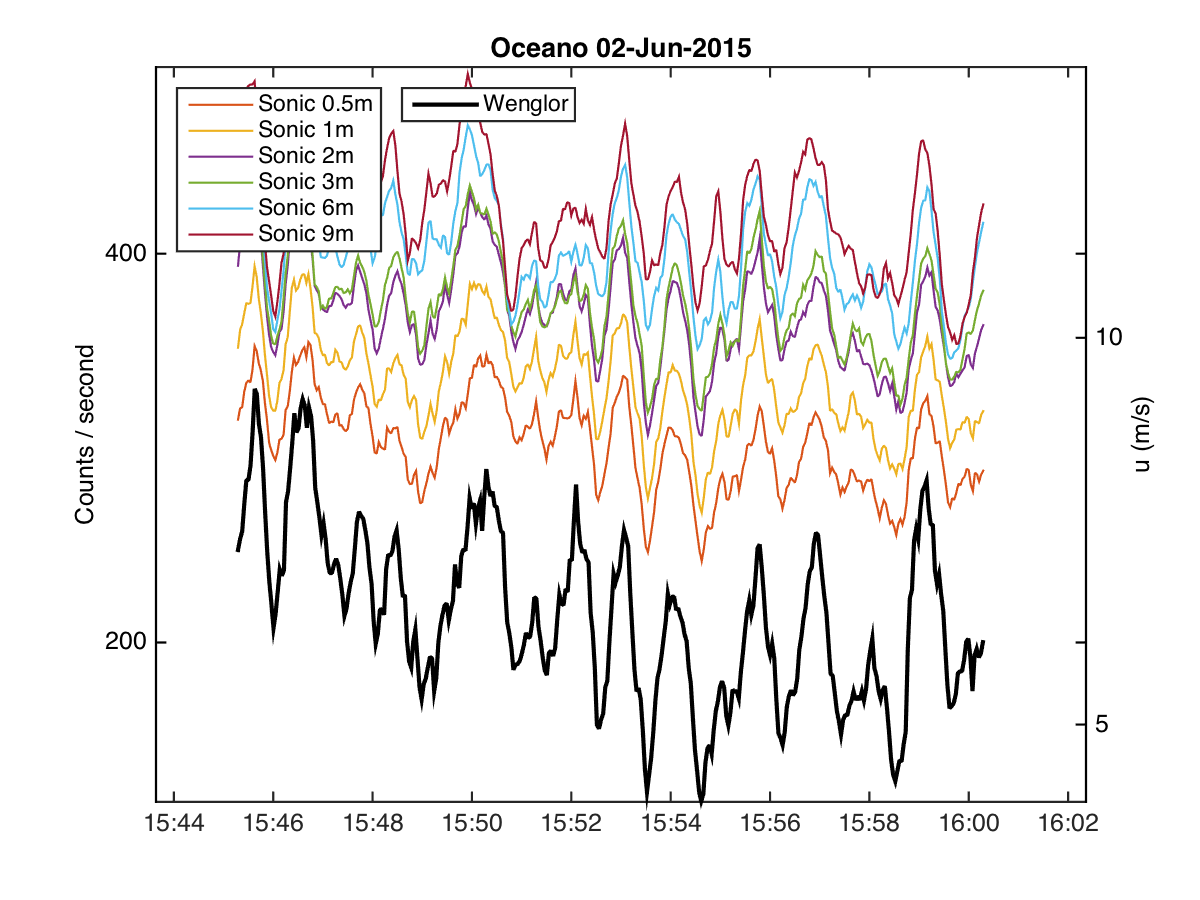 Oceano 02-Jun-2015
Sonic 0.5m
Sonic 1m
Sonic 2m
Sonic 3m
Sonic 6m
Sonic 9m
Wenglor
Counts / second
400
200
u (m/s)
10
5
15:44 15:46 15:48 15:50 15:52 15:54 15:56 15:58 16:00 16:02